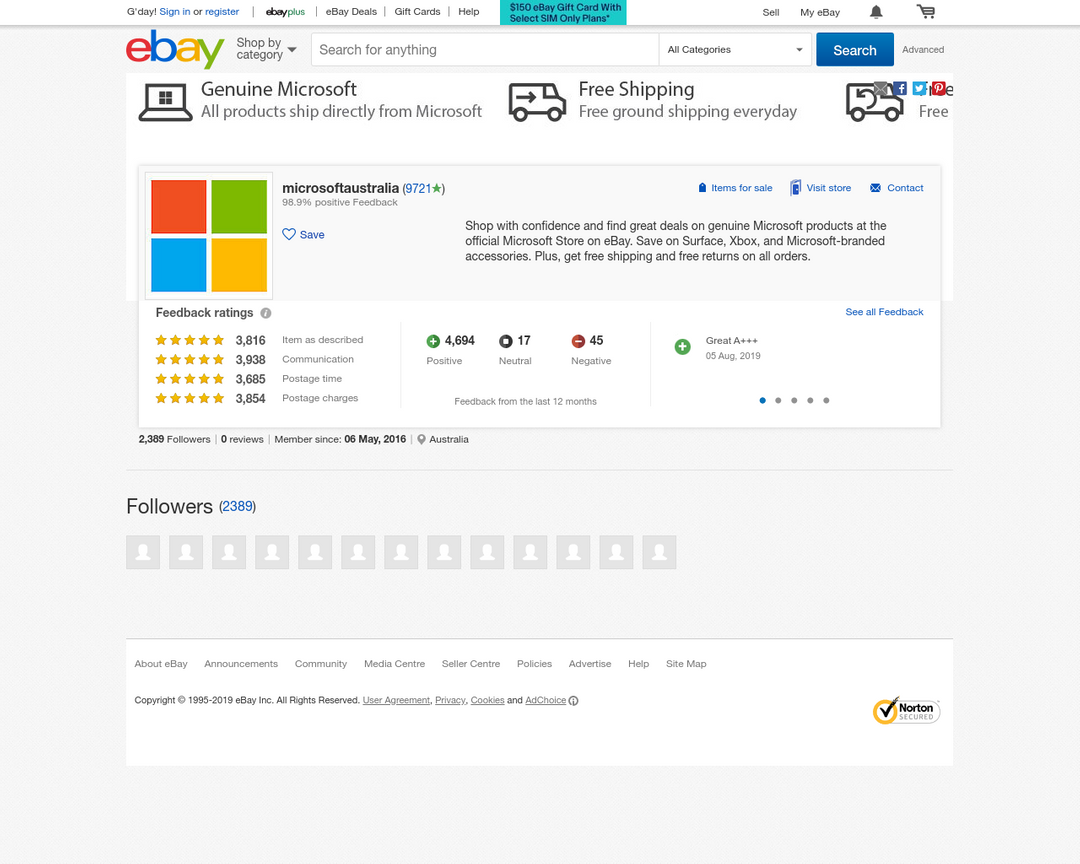 G'day! Sign in or register
ebayplus
eBay Deals
Gift Cards
Help
$150 eBay Gift Card With
Select SIM Only Plans*
Sell
My eBay
ebay
Shop by
category
Search for anything
All Categories
Search
Advanced
Genuine Microsoft
All products ship directly from Microsoft
Free Shipping
Free ground shipping everyday
Free
microsoftaustralia (9721)
98.9% positive Feedback
Save
Items for sale
Visit store
Contact
Shop with confidence and find great deals on genuine Microsoft products at the
official Microsoft Store on eBay. Save on Surface, Xbox, and Microsoft-branded
accessories. Plus, get free shipping and free returns on all orders.
Feedback ratings
See all Feedback
3,816 Item as described
3,938 Communication
3,685 Postage time
3,854 Postage charges
4,694
Positive
17
Neutral
45
Negative
Feedback from the last 12 months
Great A+++
05 Aug, 2019
2,389 Followers | 0 reviews | Member since: 06 May, 2016 | Australia
Followers (2389)
About eBay
Announcements
Community
Media Centre
Seller Centre
Policies
Advertise
Help
Site Map
Copyright © 1995-2019 eBay Inc. All Rights Reserved. User Agreement, Privacy, Cookies and AdChoice
Norton
SECURED